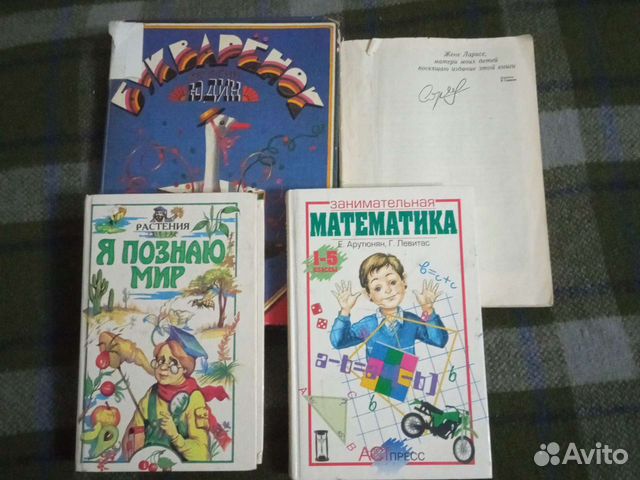 БУКВАРЁНОК
ЮДИН
Жене Ларисе,
матери моих детей
посвящаю издание этой книги
РАСТЕНИЯ
Я ПОЗНАЮ
МИР
ЗАНИМАТЕЛЬНАЯ
МАТЕМАТИКА
Е. Арутюнян, Г. Левитас
1-5
КЛАССЫ
b=c+c
a-b=
b
b
A
C
B
b
АСТ ПРЕСС
Avito